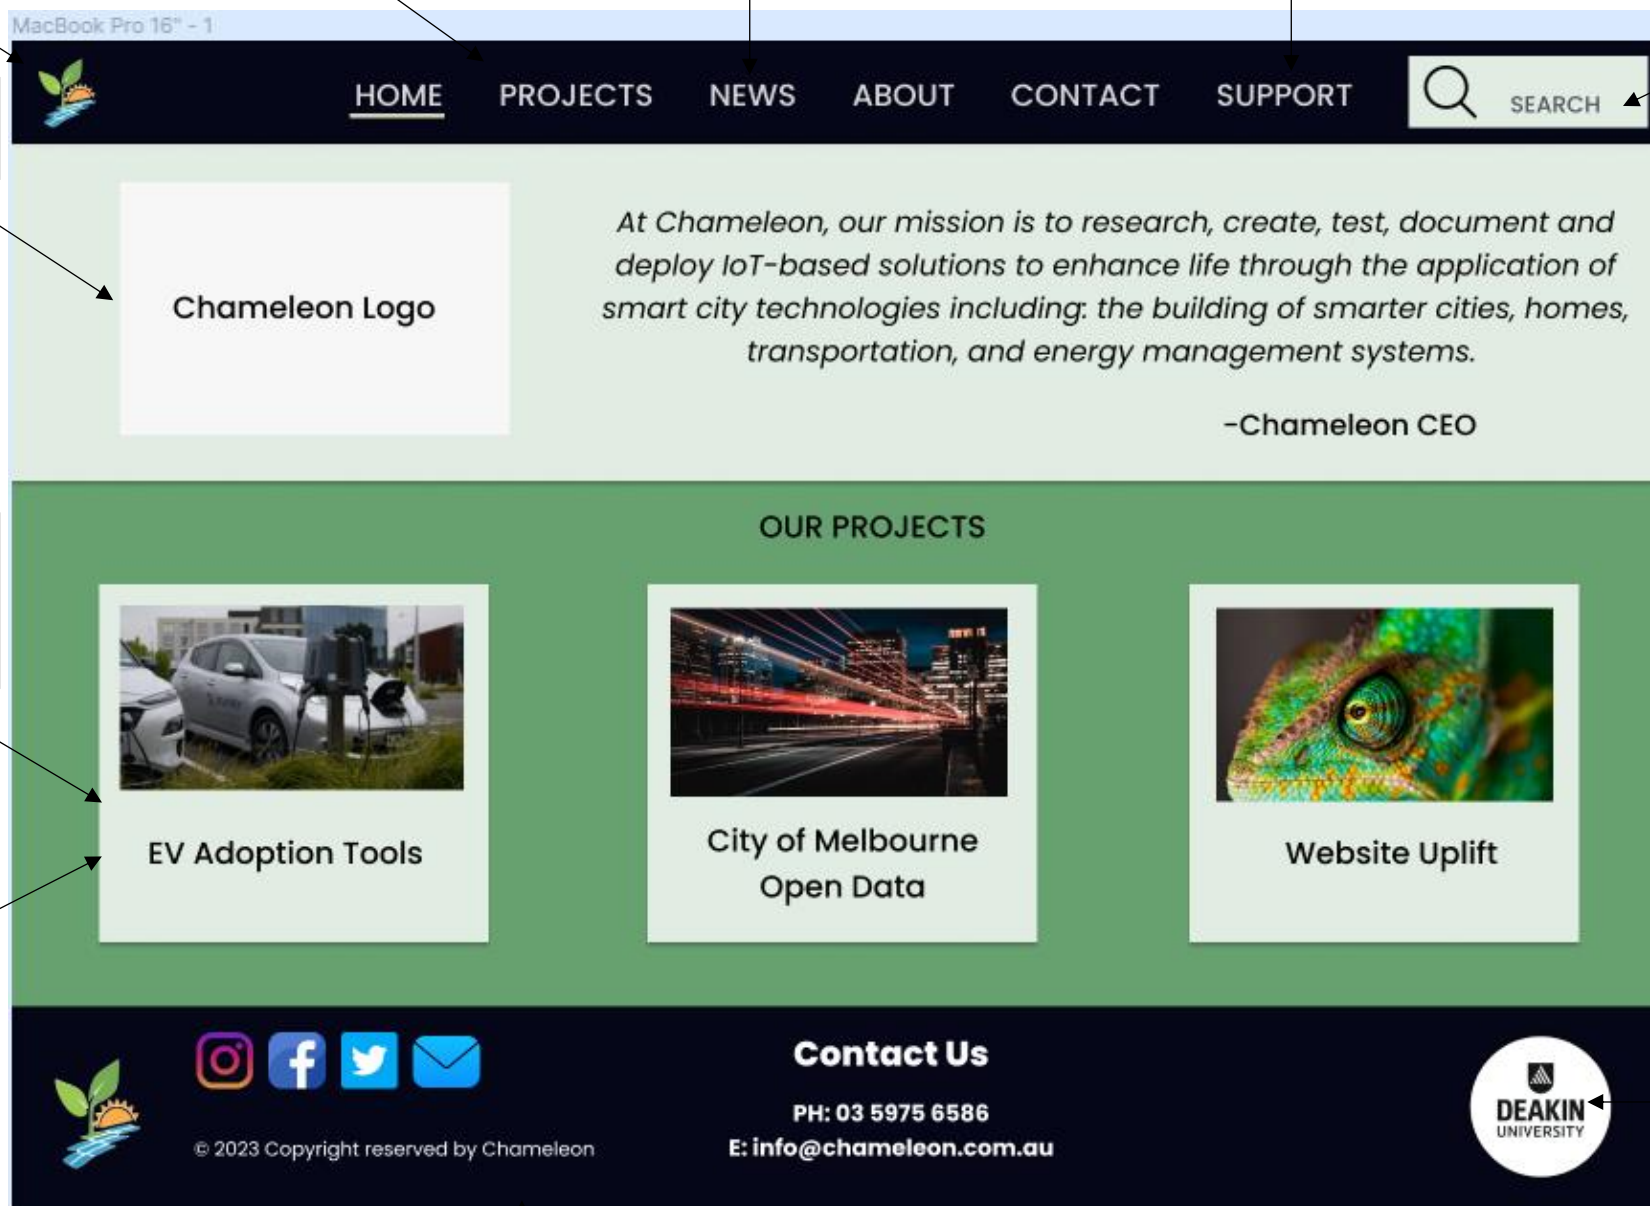 MacBook Pro 16" - 1
HOME PROJECTS NEWS ABOUT CONTACT SUPPORT SEARCH
Chameleon Logo
At Chameleon, our mission is to research, create, test, document and
deploy IoT-based solutions to enhance life through the application of
smart city technologies including: the building of smarter cities, homes,
transportation, and energy management systems.
-Chameleon CEO
OUR PROJECTS
EV Adoption Tools
City of Melbourne
Open Data
Website Uplift
Contact Us
PH: 03 5975 6586
E: info@chameleon.com.au
© 2023 Copyright reserved by Chameleon
DEAKIN
UNIVERSITY